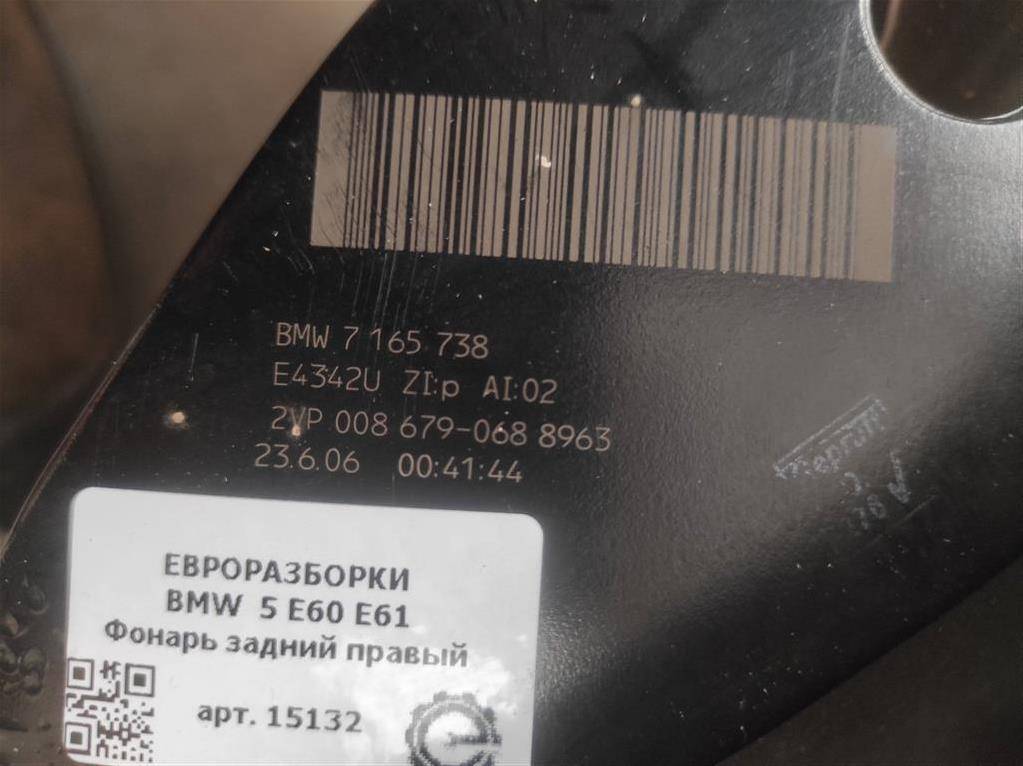 BMW 7 165 738
E4342U ZI:p AI:02
2VP 008 679-068 8963
23.6.06 00:41:44
ЕВРОРАЗБОРКИ
BMW 5 E60 E61
Фонарь задний правый
арт. 15132